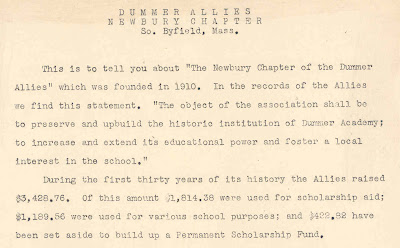 DUMMER ALLIES
NEWBURY CHAPTER
So. Byfield, Mass.
This is to tell you about "The Newbury Chapter of the Dummer
Allies" which was founded in 1910. In the records of the Allies
we find this statement. "The object of the association shall be
to preserve and upbuild the historic institution of Dummer Academy;
to increase and extend its educational power and foster a local
interest in the school."
During the first thirty years of its history the Allies raised
$3,428.76. Of this amount $1,814.38 were used for scholarship aid;
$1,189.56 were used for various school purposes; and $422.82 have
been set aside to build up a Permanent Scholarship Fund.